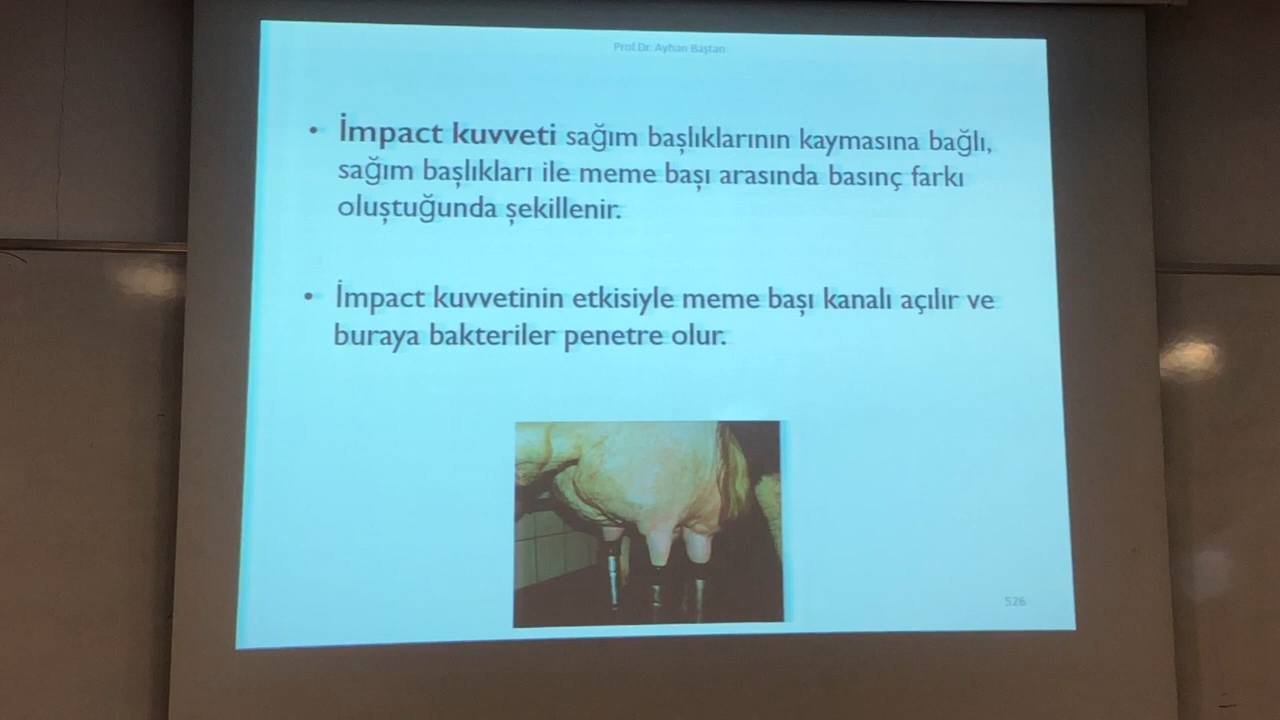 Prof.Dr. Ayhan Baştan
• İmpact kuvveti sağım başlıklarının kaymasına bağlı,
sağım başlıkları ile meme başı arasında basınç farkı
oluştuğunda şekillenir.
• İmpact kuvvetinin etkisiyle meme başı kanalı açılır ve
buraya bakteriler penetre olur.
526